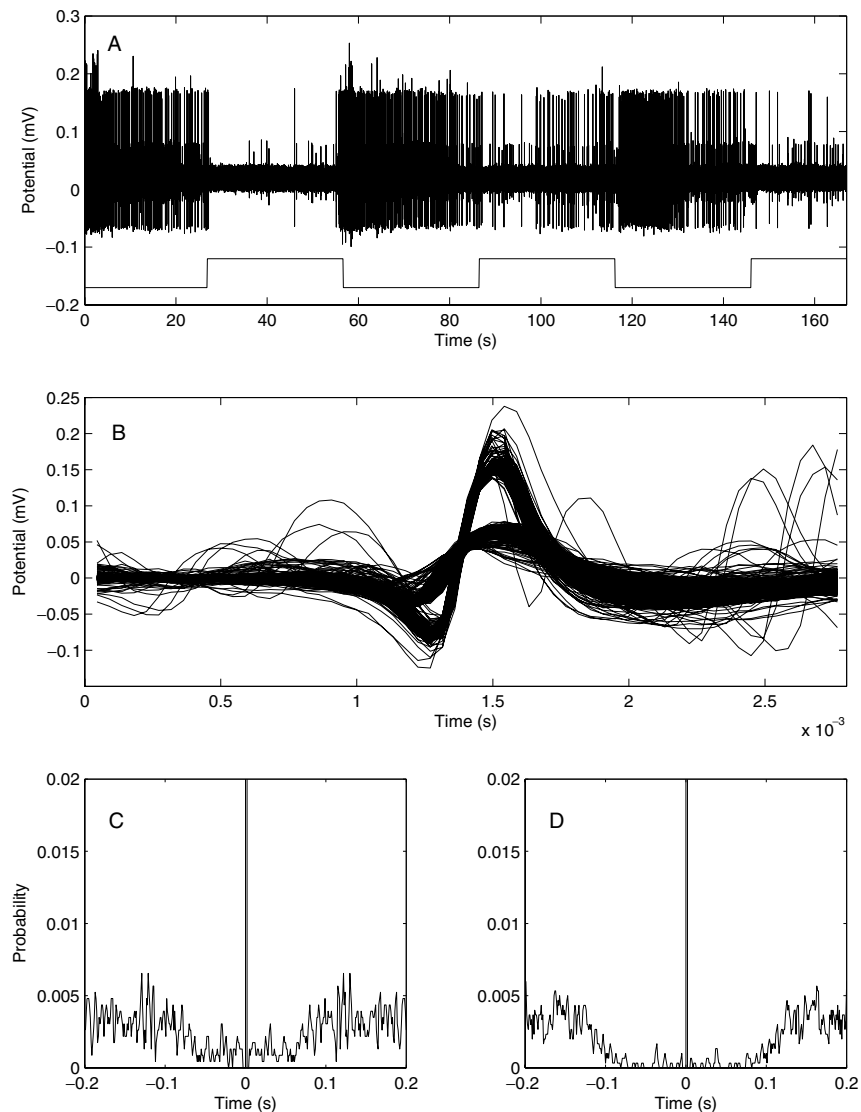 A
Potential (mV)
0.3
0.2
0.1
0
−0.1
−0.2
0 20 40 60 80 100 120 140 160
Time (s)
B
Potential (mV)
0.25
0.2
0.15
0.1
0.05
0
−0.05
−0.1
0 0.5 1 1.5 2 2.5
Time (s)
x 10−3
C
Probability
0.02
0.015
0.01
0.005
0
−0.2 −0.1 0 0.1 0.2
Time (s)
D
0.02
0.015
0.01
0.005
0
−0.2 −0.1 0 0.1 0.2
Time (s)